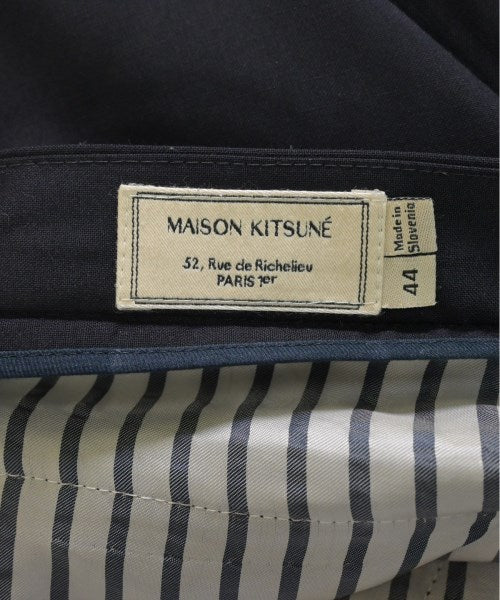 MAISON KITSUNÉ
52, Rue de Richelieu
PARIS 1er
Made in
Slovenia
44